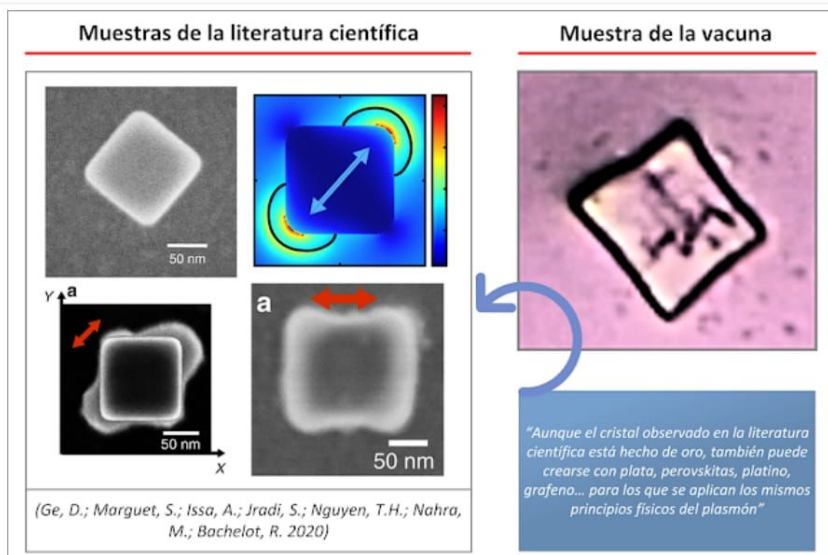 Muestras de la literatura científica
Muestra de la vacuna
50 nm
Y
a
50 nm
X
a
50 nm
(Ge, D.; Marguet, S.; Issa, A.; Jradi, S.; Nguyen, T.H.; Nahra,
M.; Bachelot, R. 2020)
“Aunque el cristal observado en la literatura
científica está hecho de oro, también puede
crearse con plata, perovskitas, platino,
grafeno... para los que se aplican los mismos
principios físicos del plasmón”